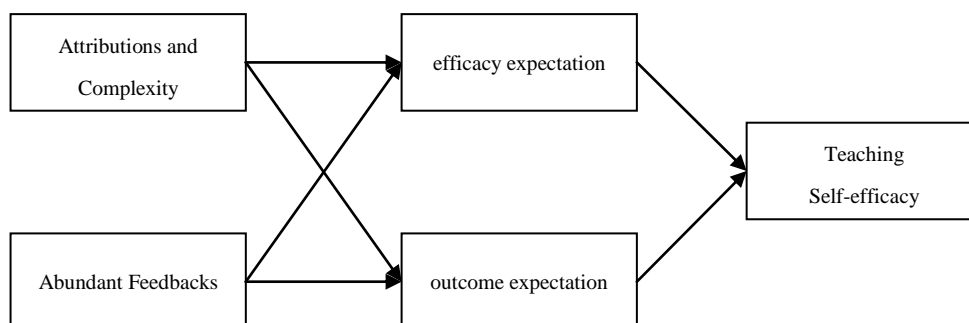 Attributions and
Complexity
efficacy expectation
Teaching
Self-efficacy
Abundant Feedbacks
outcome expectation